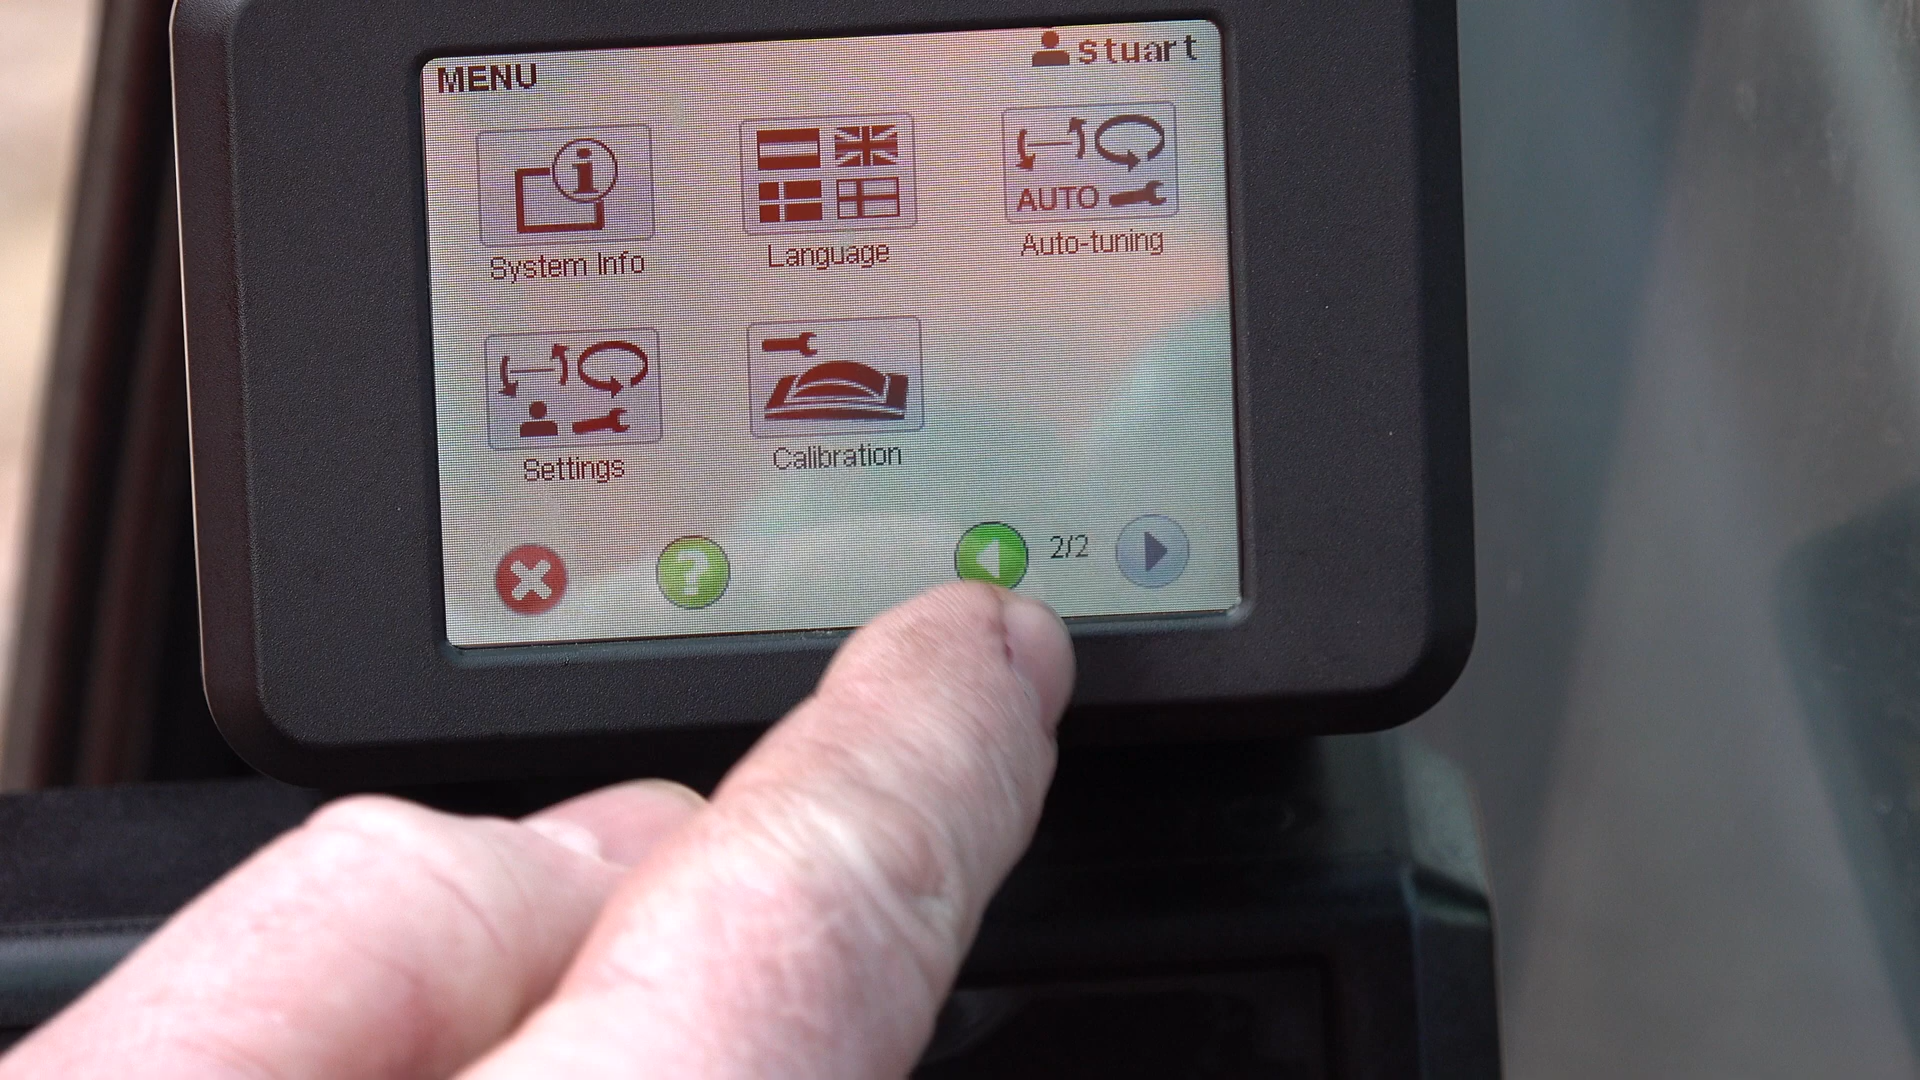 MENU
Stuart
AUTO
System Info
Language
Auto-tuning
Settings
Calibration
?
2/2